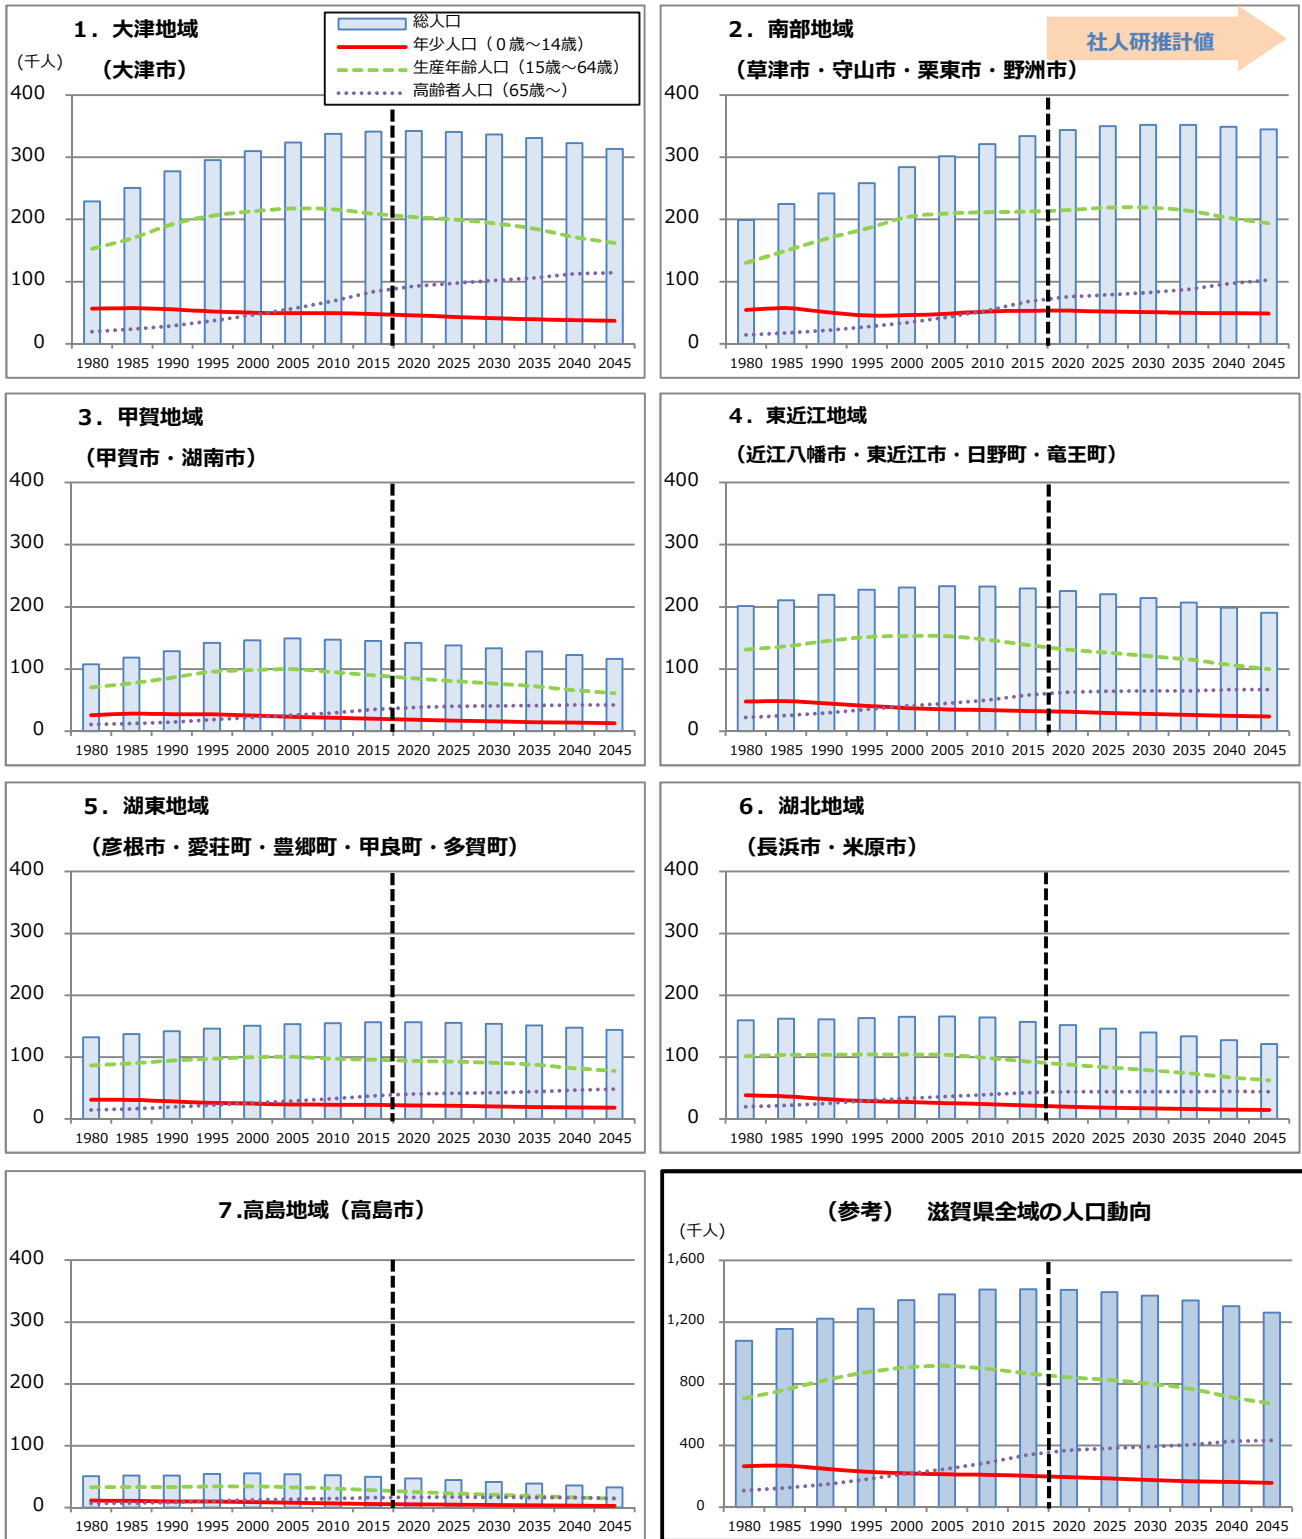 1．大津地域
（大津市）
(千人)
総人口
年少人口（０歳～14歳）
生産年齢人口（15歳～64歳）
高齢者人口（65歳～）
400
300
200
100
0
1980 1985 1990 1995 2000 2005 2010 2015 2020 2025 2030 2035 2040 2045
2．南部地域
（草津市・守山市・栗東市・野洲市）
社人研推計値
400
300
200
100
0
1980 1985 1990 1995 2000 2005 2010 2015 2020 2025 2030 2035 2040 2045
3．甲賀地域
（甲賀市・湖南市）
400
300
200
100
0
1980 1985 1990 1995 2000 2005 2010 2015 2020 2025 2030 2035 2040 2045
4．東近江地域
（近江八幡市・東近江市・日野町・竜王町）
400
300
200
100
0
1980 1985 1990 1995 2000 2005 2010 2015 2020 2025 2030 2035 2040 2045
5．湖東地域
（彦根市・愛荘町・豊郷町・甲良町・多賀町）
400
300
200
100
0
1980 1985 1990 1995 2000 2005 2010 2015 2020 2025 2030 2035 2040 2045
6．湖北地域
（長浜市・米原市）
400
300
200
100
0
1980 1985 1990 1995 2000 2005 2010 2015 2020 2025 2030 2035 2040 2045
7.高島地域（高島市）
400
300
200
100
0
1980 1985 1990 1995 2000 2005 2010 2015 2020 2025 2030 2035 2040 2045
（参考）　滋賀県全域の人口動向
(千人)
1,600
1,200
800
400
0
1980 1985 1990 1995 2000 2005 2010 2015 2020 2025 2030 2035 2040 2045